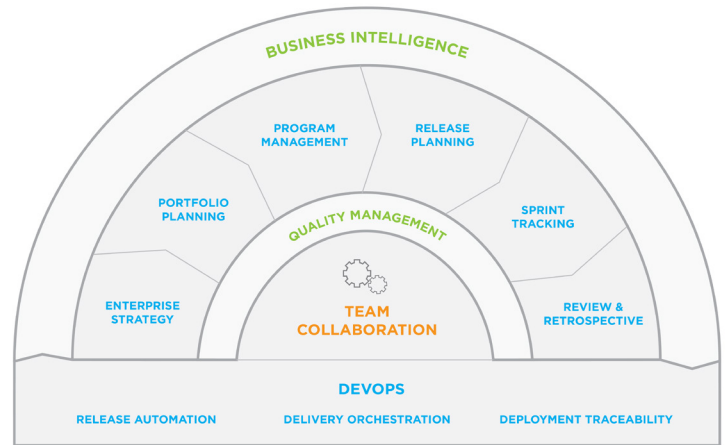 BUSINESS INTELLIGENCE
PROGRAM
MANAGEMENT
RELEASE
PLANNING
PORTFOLIO
PLANNING
SPRINT
TRACKING
QUALITY MANAGEMENT
ENTERPRISE
STRATEGY
TEAM
COLLABORATION
REVIEW &
RETROSPECTIVE
DEVOPS
RELEASE AUTOMATION
DELIVERY ORCHESTRATION
DEPLOYMENT TRACEABILITY